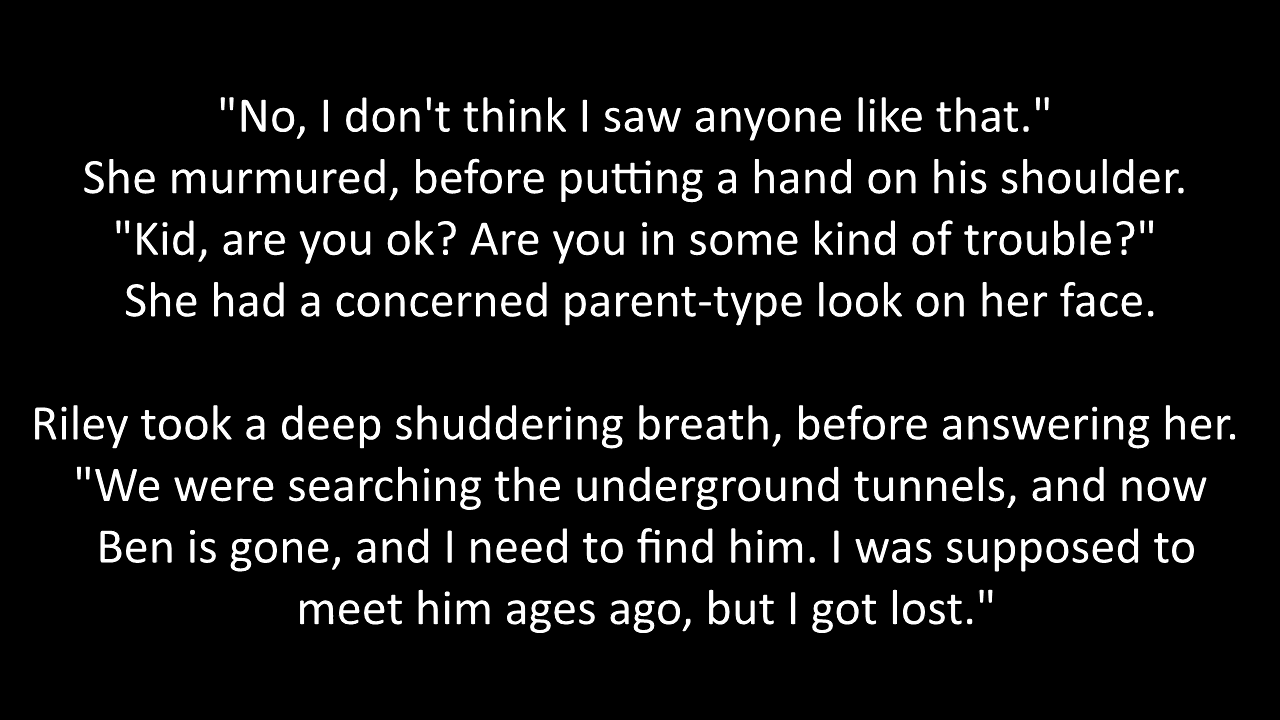 "No, I don't think I saw anyone like that."
She murmured, before putting a hand on his shoulder.
"Kid, are you ok? Are you in some kind of trouble?"
She had a concerned parent-type look on her face.
Riley took a deep shuddering breath, before answering her.
"We were searching the underground tunnels, and now
Ben is gone, and I need to find him. I was supposed to
meet him ages ago, but I got lost."